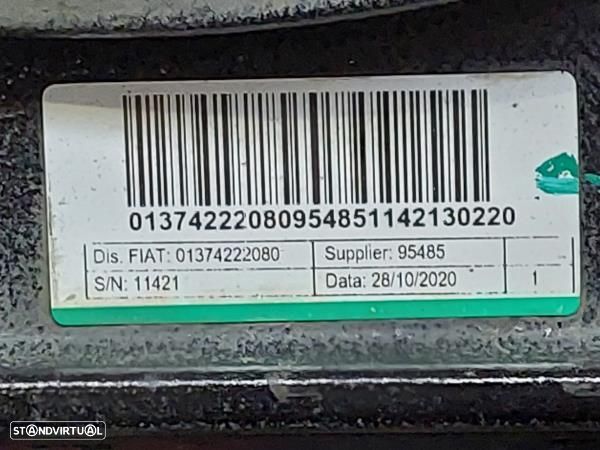 01374222080954851142130220
Dis. FIAT: 01374222080 Supplier: 95485
S/N: 11421 Data: 28/10/2020 1
STANDVIRTUAL